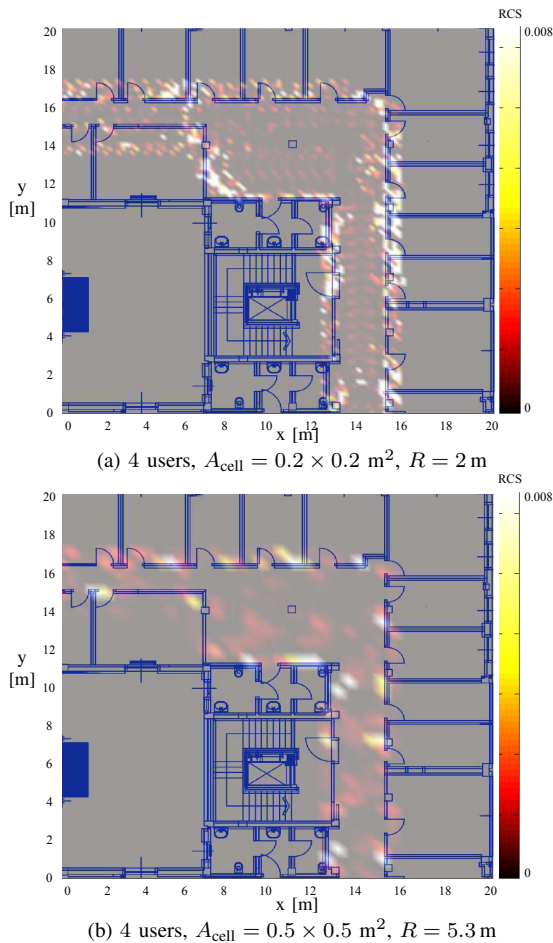 RCS
20
0.008
18
16
14
y
12
[m]
10
8
6
4
2
0
0
0 2 4 6 8 10 12 14 16 18 20
x [m]
(a) 4 users, A_cell = 0.2 × 0.2 m², R = 2 m
RCS
20
0.008
18
16
14
y
12
[m]
10
8
6
4
2
0
0
0 2 4 6 8 10 12 14 16 18 20
x [m]
(b) 4 users, A_cell = 0.5 × 0.5 m², R = 5.3 m